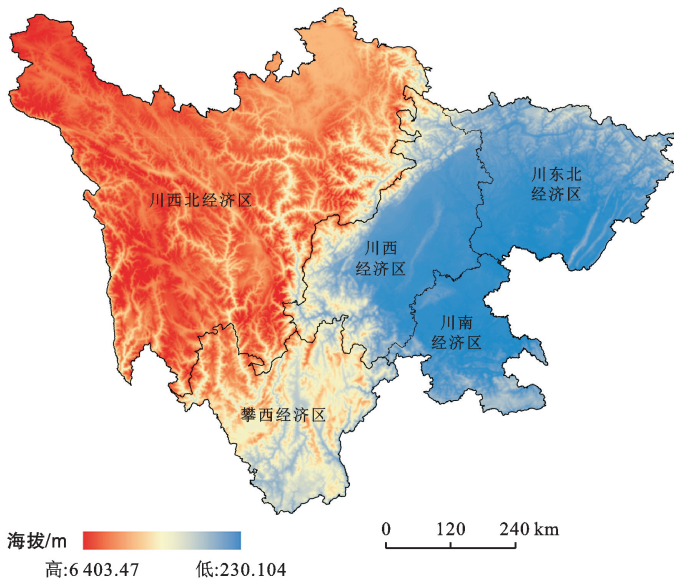 川西北经济区
川东北
经济区
川西
经济区
川南
经济区
攀西经济区
海拔/m
高:6 403.47
低:230.104
0
120
240 km